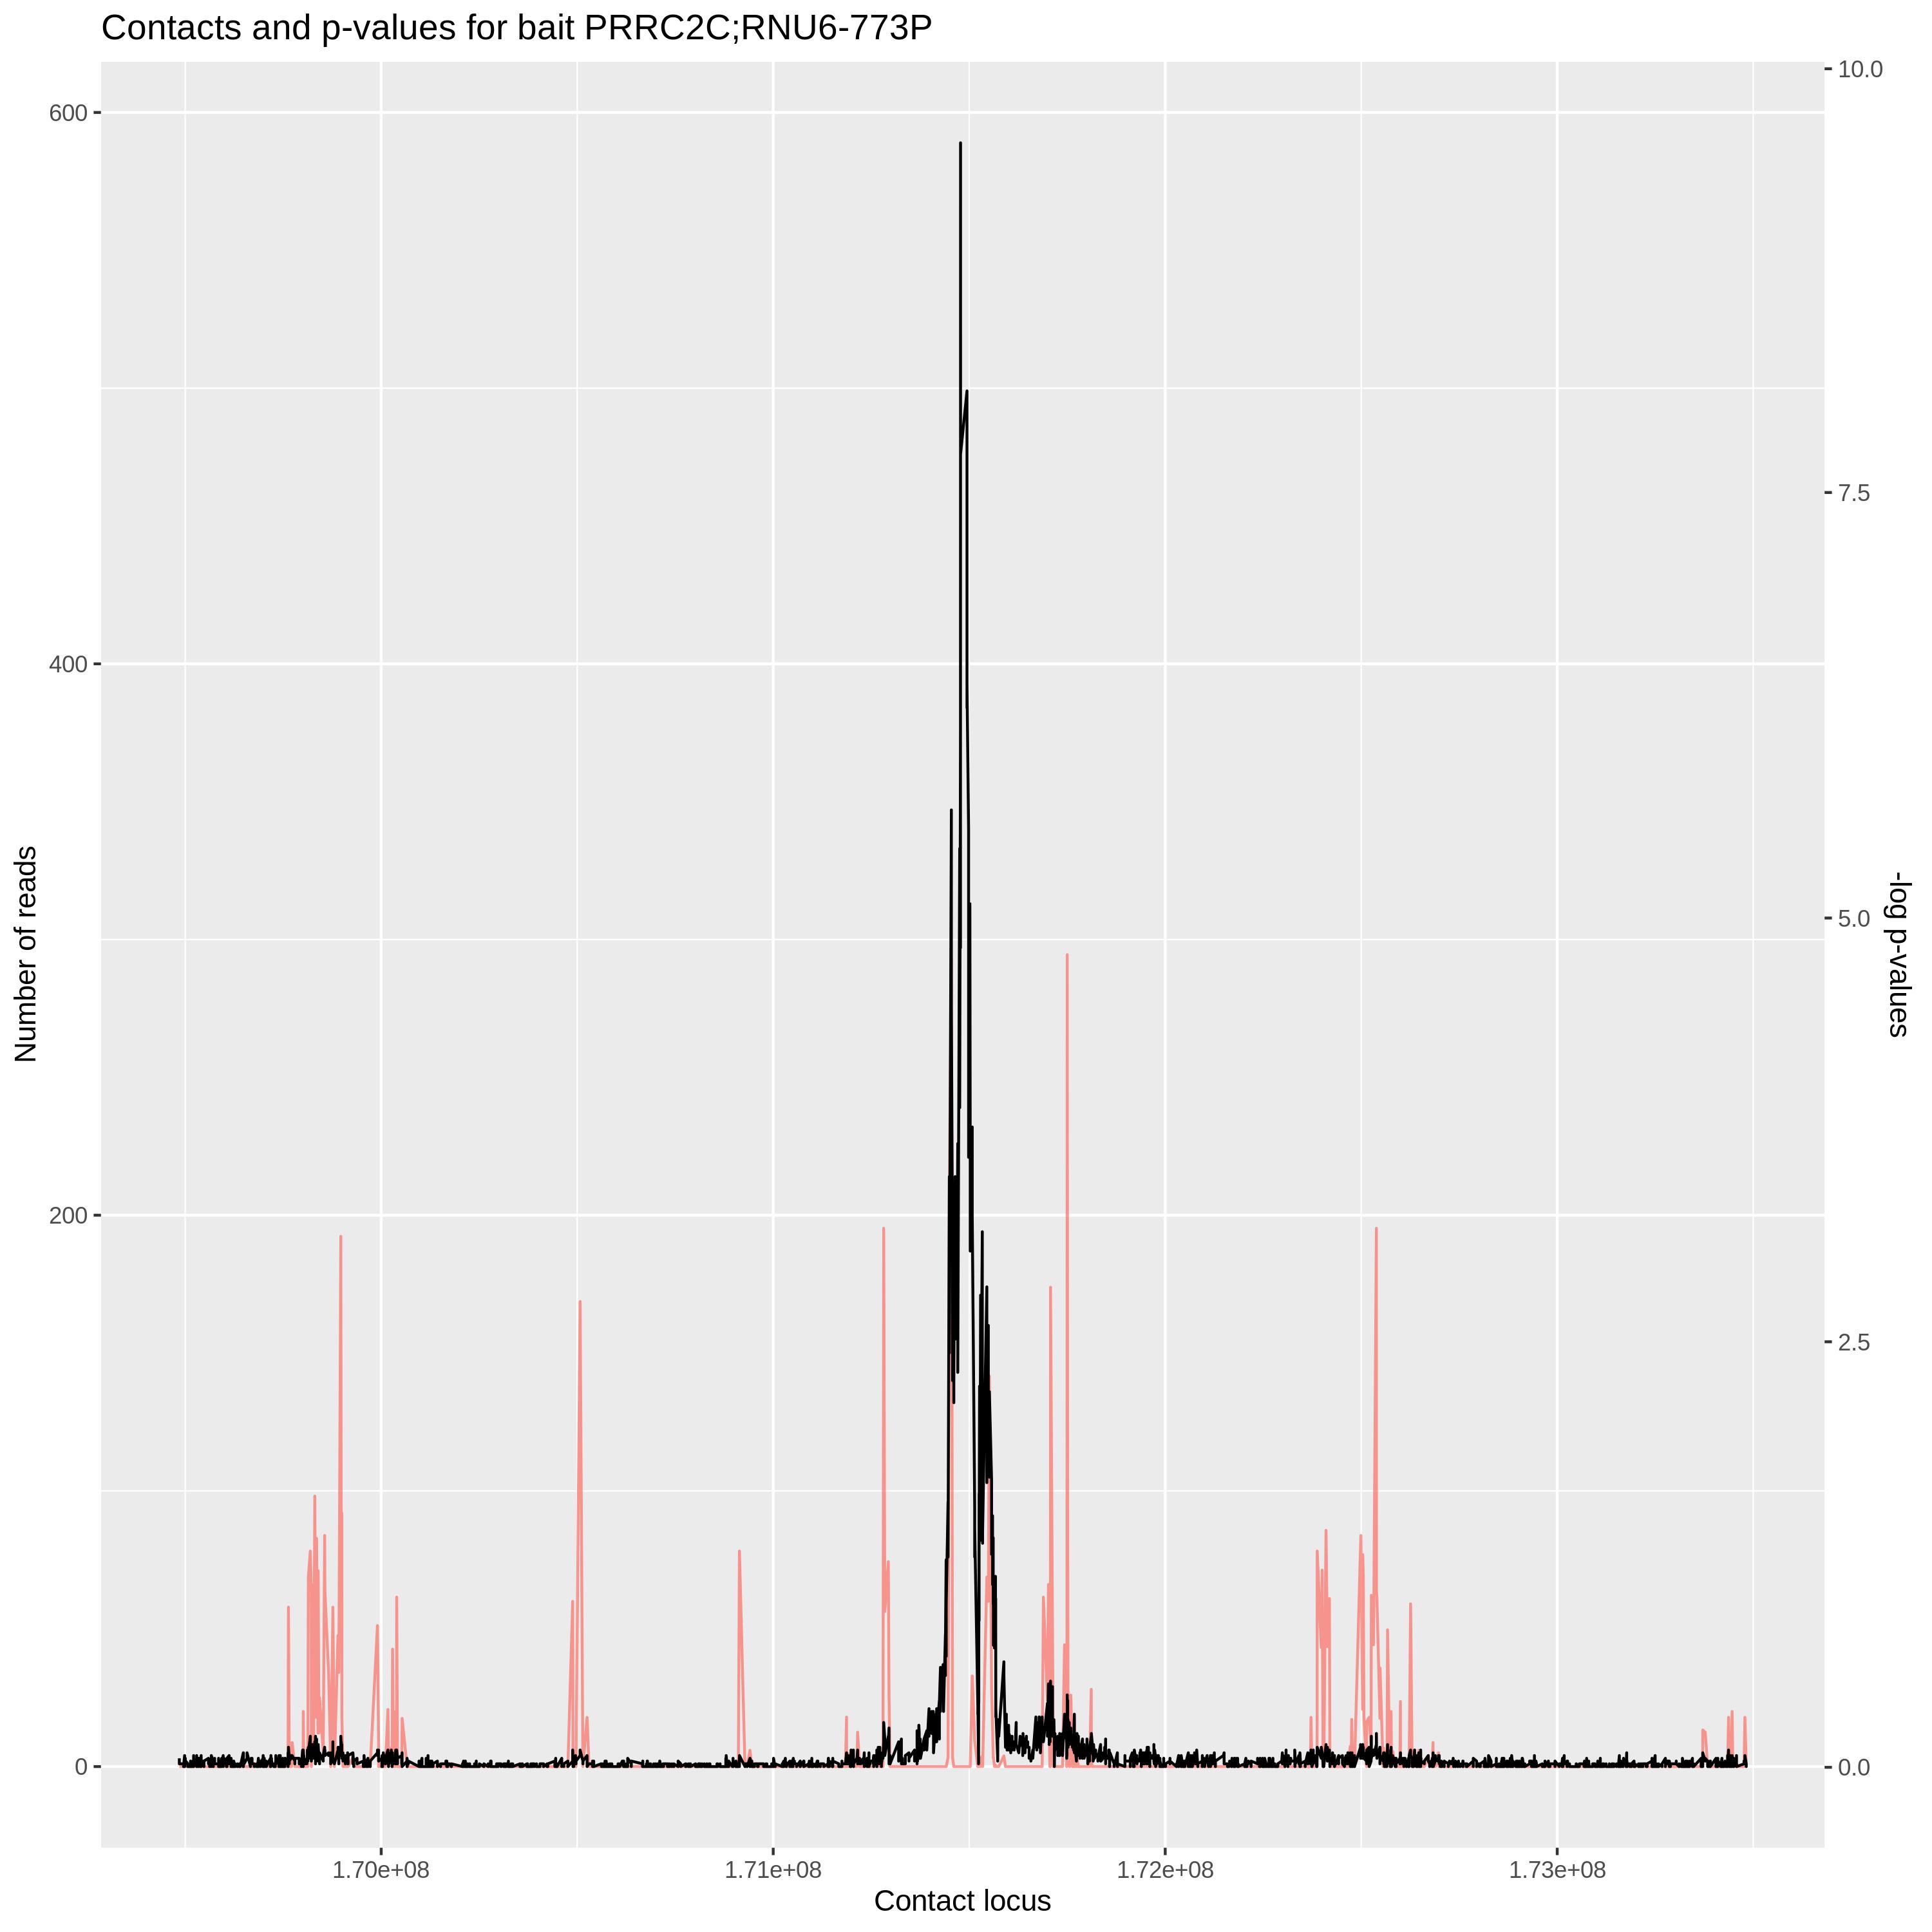 Contacts and p-values for bait PRRC2C;RNU6-773P
600
400
200
0
Number of reads
10.0
7.5
5.0
2.5
0.0
-log p-values
1.70e+08
1.71e+08
1.72e+08
1.73e+08
Contact locus